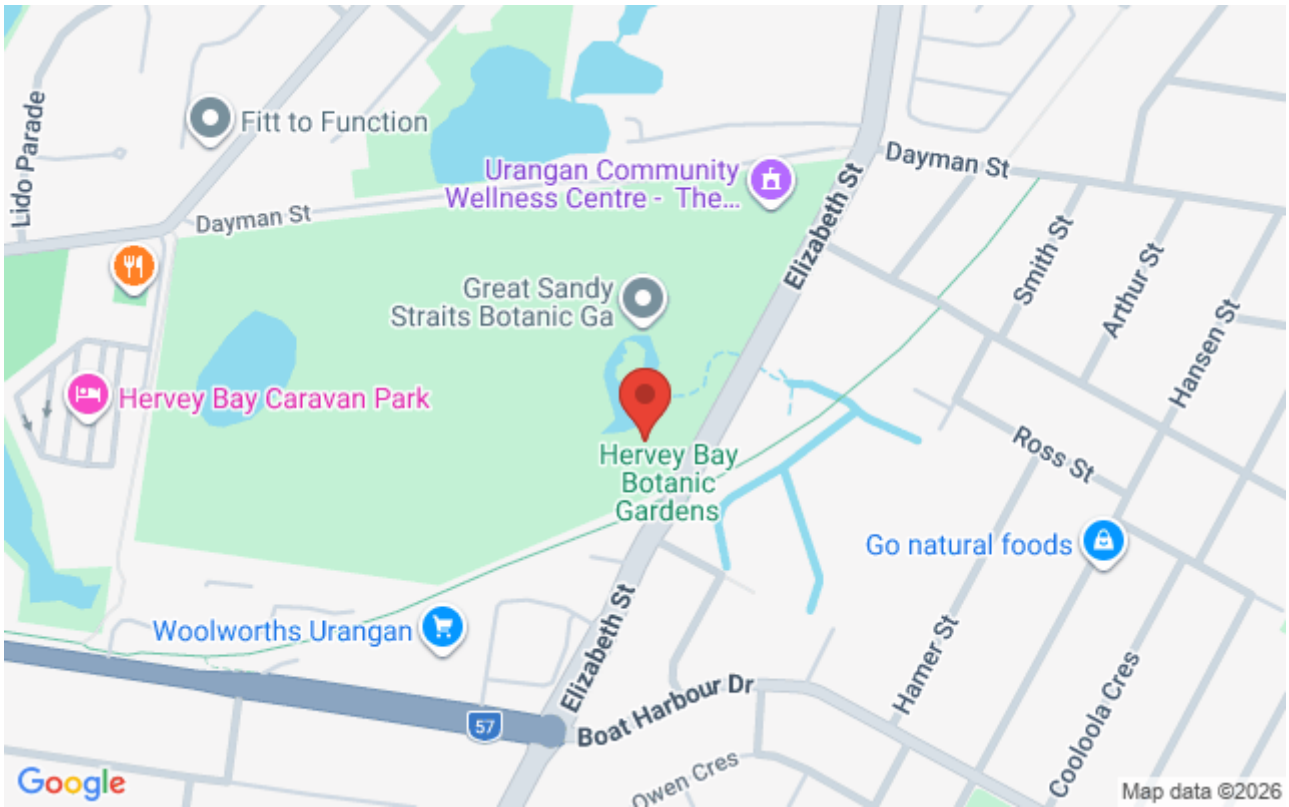 Lido Parade
Fitt to Function
Dayman St
Urangan Community
Wellness Centre - The...
Dayman St
Elizabeth St
Great Sandy
Straits Botanic Ga
Smith St
Arthur St
Hansen St
Hervey Bay Caravan Park
Hervey Bay
Botanic
Gardens
Ross St
Go natural foods
Woolworths Urangan
Elizabeth St
57
Boat Harbour Dr
Hamer St
Cooloola Cres
Owen Cres
Google
Map data ©2026